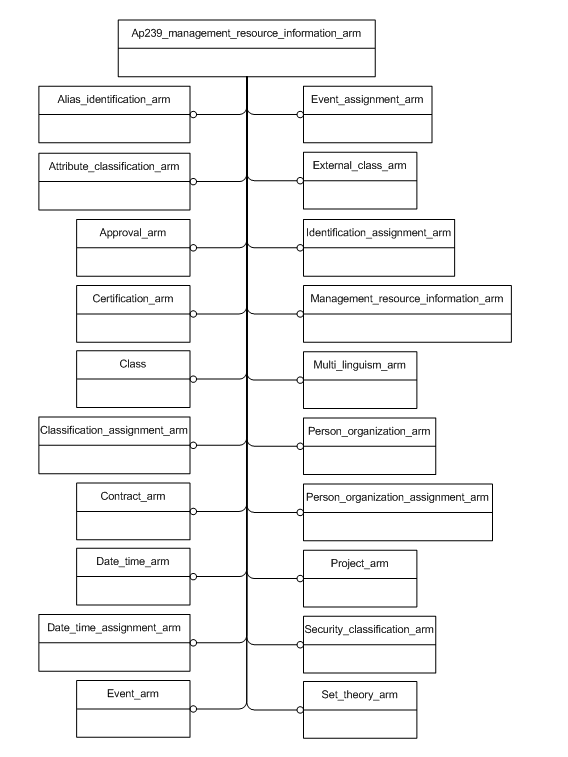 Ap239_management_resource_information_arm
Alias_identification_arm
Event_assignment_arm
Attribute_classification_arm
External_class_arm
Approval_arm
Identification_assignment_arm
Certification_arm
Management_resource_information_arm
Class
Multi_linguism_arm
Classification_assignment_arm
Person_organization_arm
Contract_arm
Person_organization_assignment_arm
Date_time_arm
Project_arm
Date_time_assignment_arm
Security_classification_arm
Event_arm
Set_theory_arm